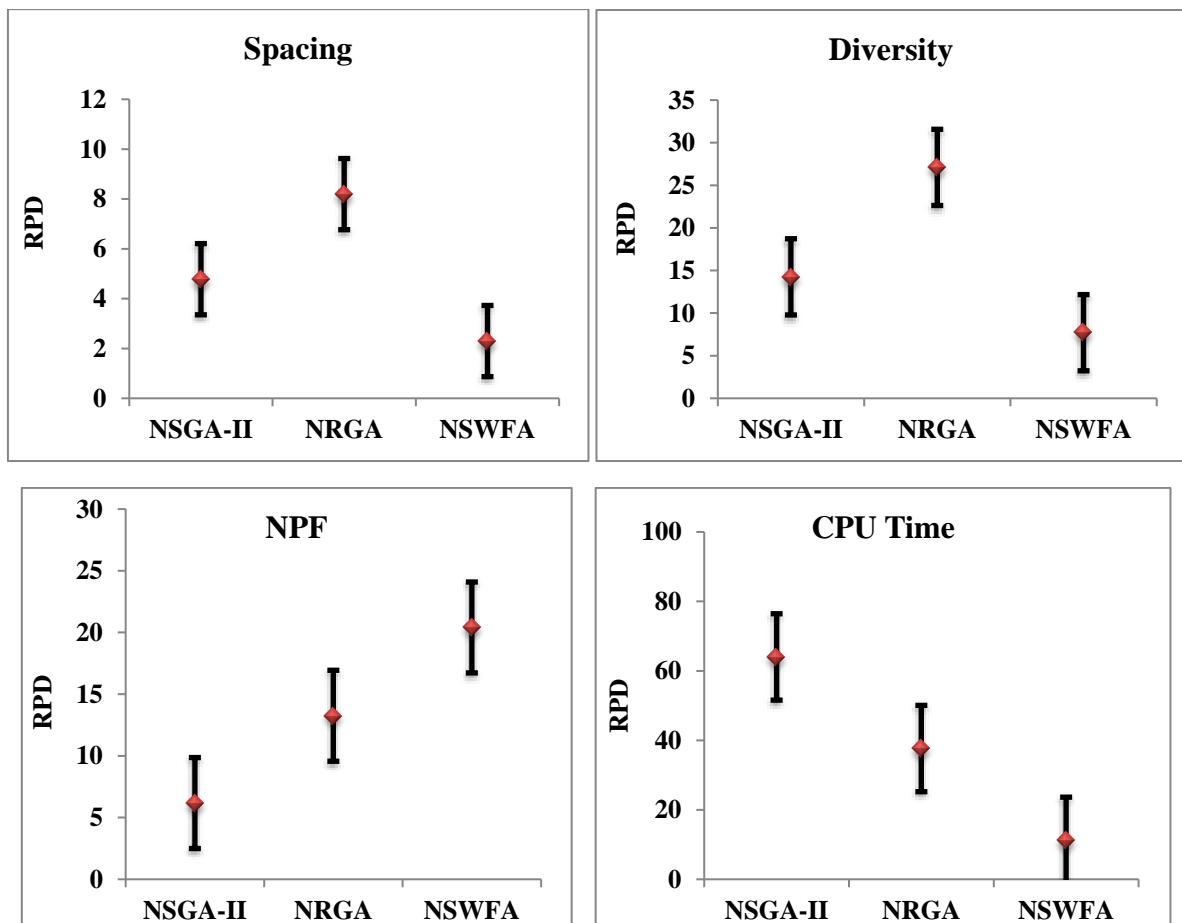 Spacing
12
10
8
6
4
2
0
RPD
NSGA-II NRGA NSWFA
Diversity
35
30
25
20
15
10
5
0
RPD
NSGA-II NRGA NSWFA
NPF
30
25
20
15
10
5
0
RPD
NSGA-II NRGA NSWFA
CPU Time
100
80
60
40
20
0
RPD
NSGA-II NRGA NSWFA